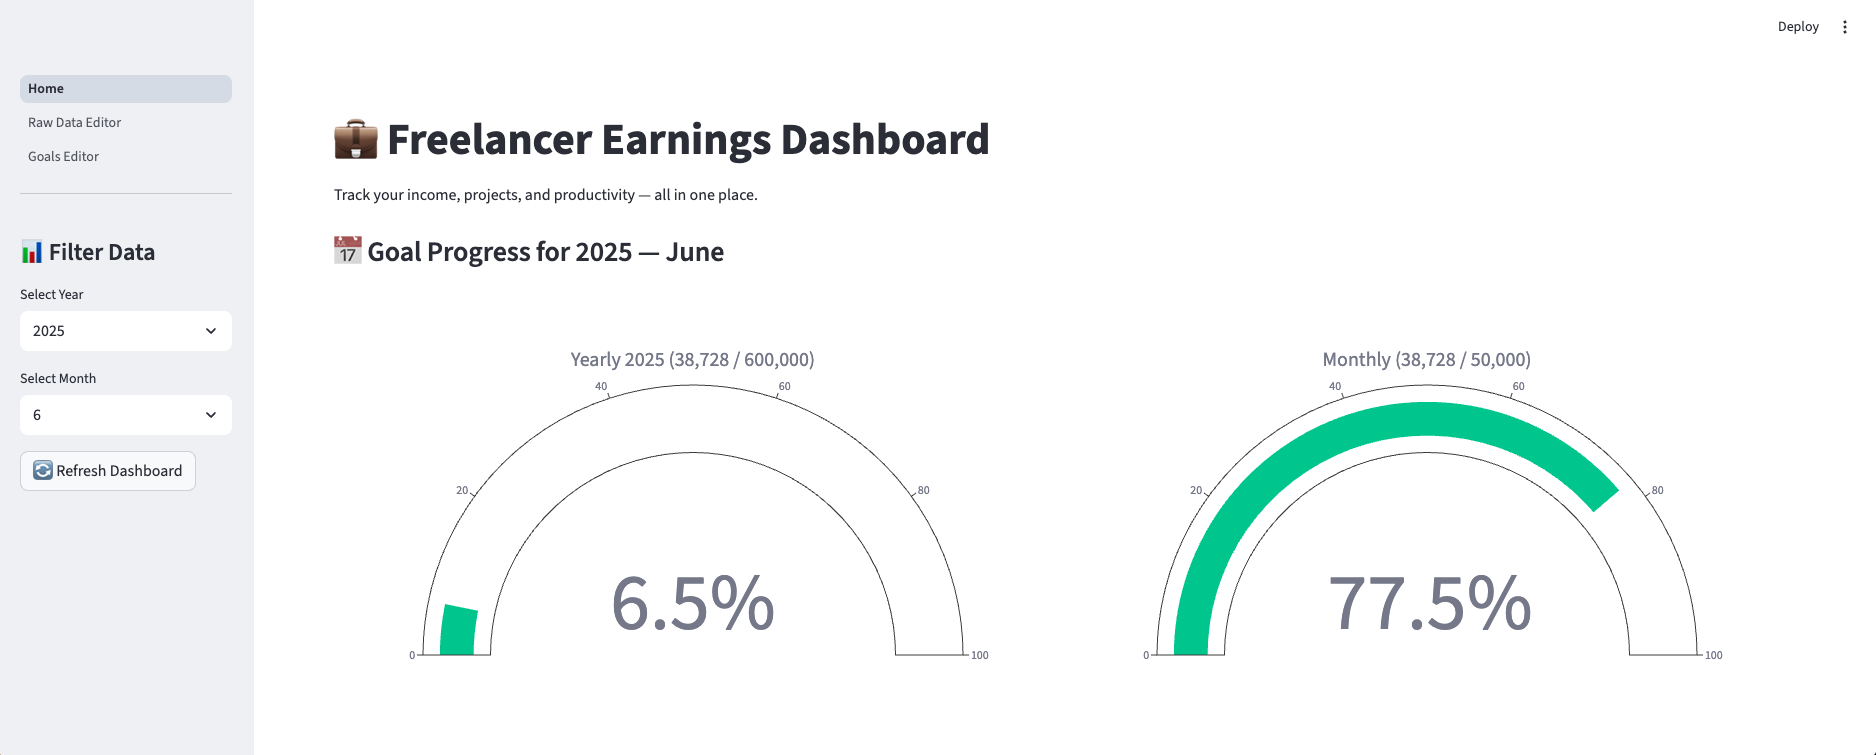 Deploy
Home
Raw Data Editor
Goals Editor
Filter Data
Select Year
2025
Select Month
6
Refresh Dashboard
Freelancer Earnings Dashboard
Track your income, projects, and productivity — all in one place.
17
Goal Progress for 2025 — June
Yearly 2025 (38,728 / 600,000)
0
20
40
60
80
100
6.5%
Monthly (38,728 / 50,000)
0
20
40
60
80
100
77.5%